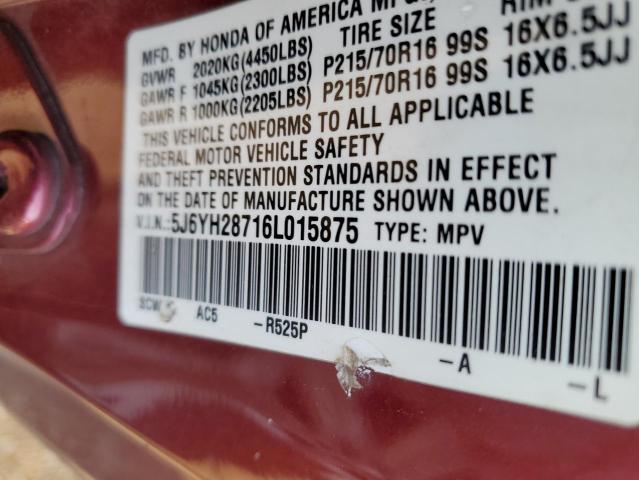 MFD. BY HONDA OF AMERICA MFG.,
TIRE SIZE
GVWR 2020KG(4450LBS)
GAWR F 1045KG(2300LBS) P215/70R16 99S 16X6.5JJ
GAWR R 1000KG(2205LBS) P215/70R16 99S 16X6.5JJ
THIS VEHICLE CONFORMS TO ALL APPLICABLE
FEDERAL MOTOR VEHICLE SAFETY
AND THEFT PREVENTION STANDARDS IN EFFECT
ON THE DATE OF MANUFACTURE SHOWN ABOVE.
V.I.N.:5J6YH28716L015875 TYPE: MPV
AC5
-R525P
-A
-L